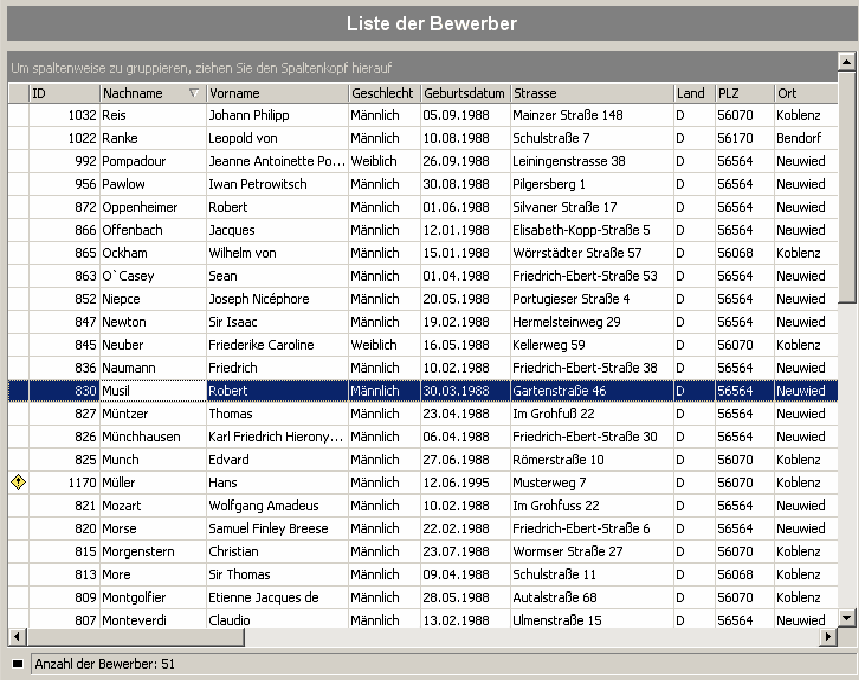 Liste der Bewerber
Um spaltenweise zu gruppieren, ziehen Sie den Spaltenkopf hierauf
ID Nachname Vorname Geschlecht Geburtsdatum Strasse Land PLZ Ort
1032 Reis Johann Philipp Männlich 05.09.1988 Mainzer Straße 148 D 56070 Koblenz
1022 Ranke Leopold von Männlich 10.08.1988 Schulstraße 7 D 56170 Bendorf
992 Pompadour Jeanne Antoinette Po... Weiblich 26.09.1988 Leiningenstrasse 38 D 56564 Neuwied
956 Pawlow Iwan Petrowitsch Männlich 30.08.1988 Pilgersberg 1 D 56564 Neuwied
872 Oppenheimer Robert Männlich 01.06.1988 Silvaner Straße 17 D 56564 Neuwied
866 Offenbach Jacques Männlich 12.01.1988 Elisabeth-Kopp-Straße 5 D 56564 Neuwied
865 Ockham Wilhelm von Männlich 15.01.1988 Wörrstädter Straße 57 D 56068 Koblenz
863 O`Casey Sean Männlich 01.04.1988 Friedrich-Ebert-Straße 53 D 56564 Neuwied
852 Niepce Joseph Nicéphore Männlich 20.05.1988 Portugieser Straße 4 D 56564 Neuwied
847 Newton Sir Isaac Männlich 19.02.1988 Hermelsteinweg 29 D 56564 Neuwied
845 Neuber Friederike Caroline Weiblich 16.05.1988 Kellerweg 59 D 56070 Koblenz
836 Naumann Friedrich Männlich 10.02.1988 Friedrich-Ebert-Straße 38 D 56564 Neuwied
830 Musil Robert Männlich 30.03.1988 Gartenstraße 46 D 56564 Neuwied
827 Müntzer Thomas Männlich 23.04.1988 Im Grohfuß 22 D 56564 Neuwied
826 Münchhausen Karl Friedrich Hierony... Männlich 06.04.1988 Friedrich-Ebert-Straße 30 D 56564 Neuwied
825 Munch Edvard Männlich 27.06.1988 Römerstraße 10 D 56070 Koblenz
1170 Müller Hans Männlich 12.06.1995 Musterweg 7 D 56070 Koblenz
821 Mozart Wolfgang Amadeus Männlich 10.02.1988 Im Grohfuss 22 D 56564 Neuwied
820 Morse Samuel Finley Breese Männlich 22.02.1988 Friedrich-Ebert-Straße 6 D 56564 Neuwied
815 Morgenstern Christian Männlich 23.07.1988 Wormser Straße 27 D 56070 Koblenz
813 More Sir Thomas Männlich 09.04.1988 Schulstraße 11 D 56068 Koblenz
809 Montgolfier Etienne Jacques de Männlich 28.05.1988 Autalstraße 68 D 56070 Koblenz
807 Monteverdi Claudio Männlich 13.02.1988 Ulmenstraße 15 D 56564 Neuwied
Anzahl der Bewerber: 51